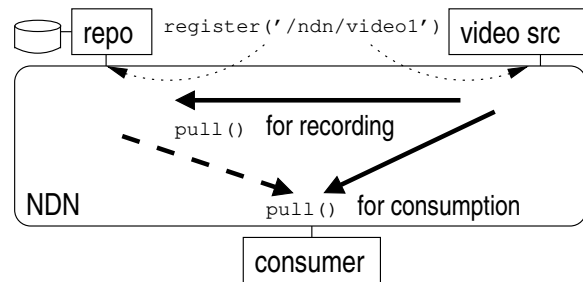 repo
register('/ndn/video1')
video src
pull() for recording
pull() for consumption
NDN
consumer